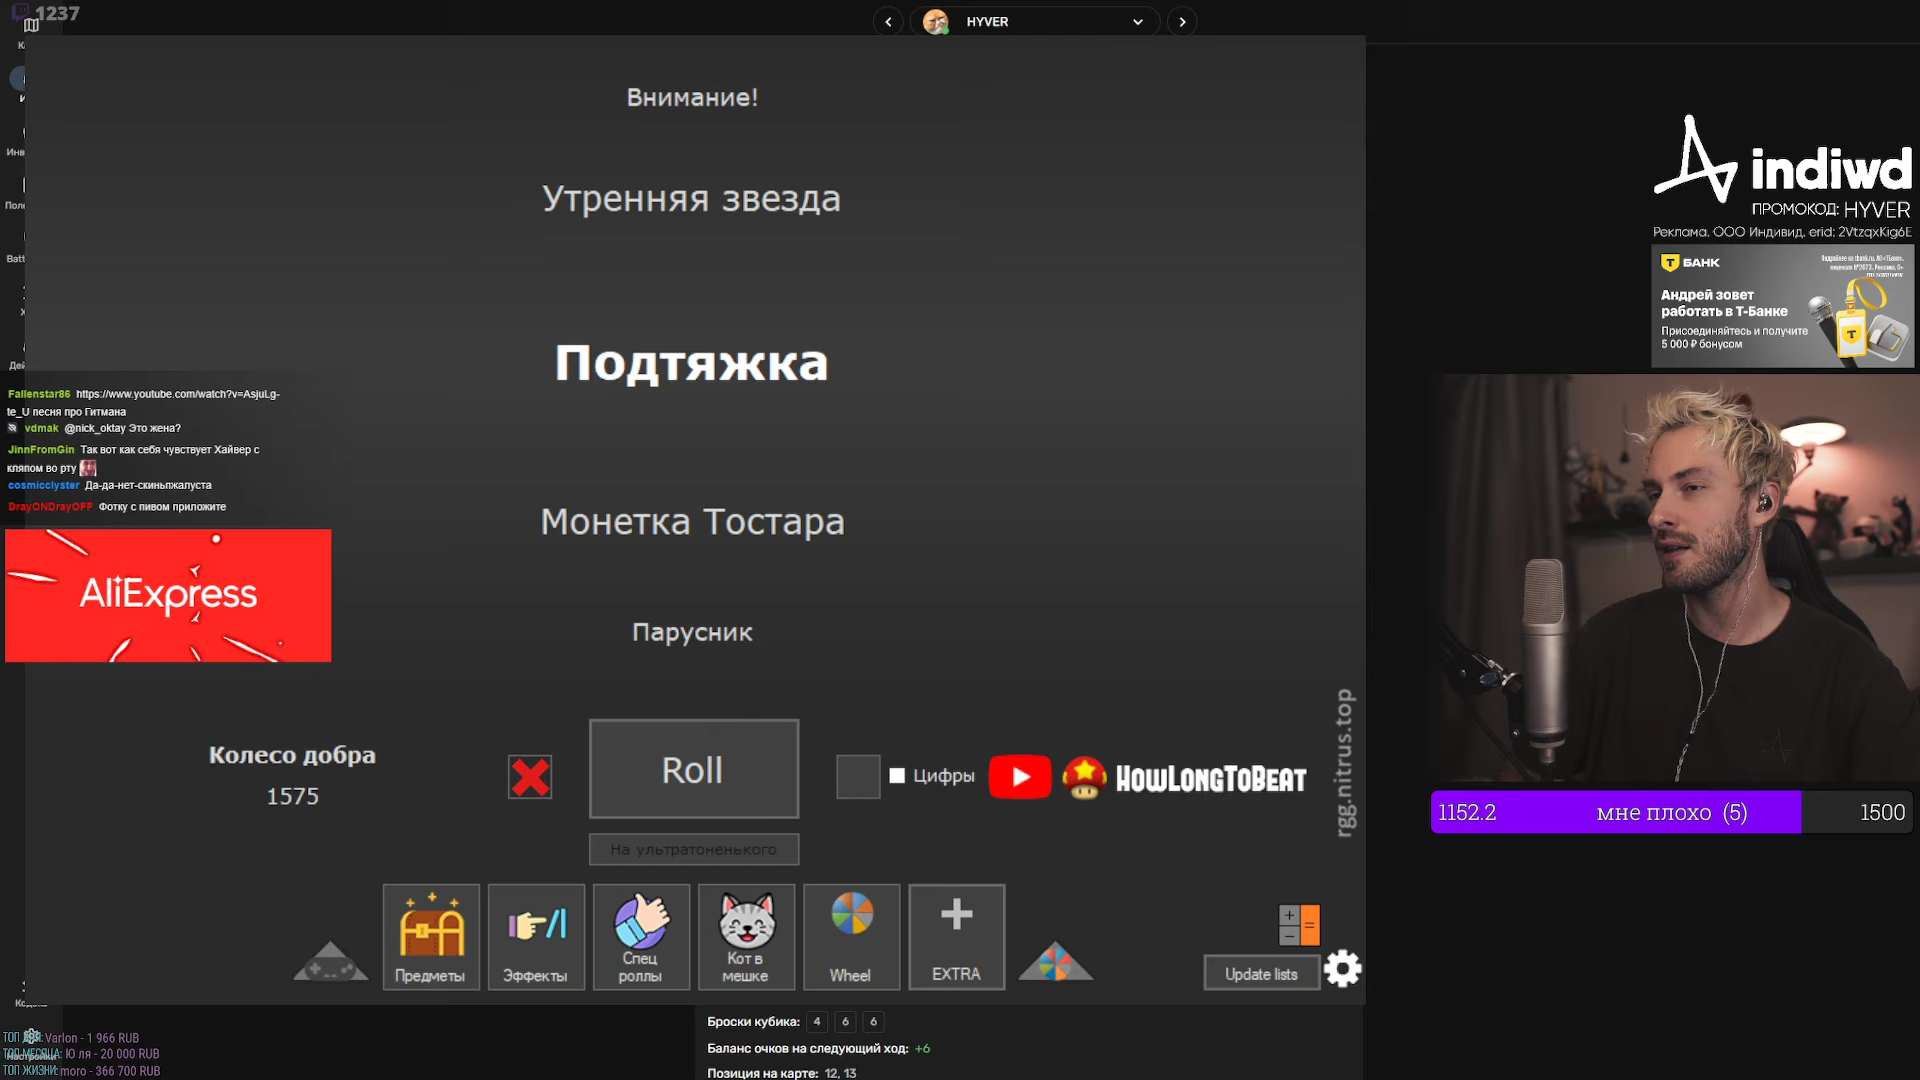 1237
HYVER
Внимание!
Утренняя звезда
Подтяжка
Монетка Тостара
Парусник
Fallenstar86 https://www.youtube.com/watch?v=AsjuLg-
te_U песня про Гитмана
vdmak @nick_oktay Это жена?
JinnFromGin Так вот как себя чувствует Хайвер с
кляпом во рту
cosmicclyster Да-да-нет-скиньпжалуста
DrayONDrayOFF Фотку с пивом приложите
AliExpress
Колесо добра
1575
Roll
На ультратоненького
Цифры
HowLongToBeat
rgg.nitrus.top
Предметы
Эффекты
Спец
роллы
Кот в
мешке
Wheel
EXTRA
Update lists
Броски кубика: 4 6 6
Баланс очков на следующий ход: +6
Позиция на карте: 12, 13
Varlon - 1 966 RUB
ТОП МЕСЯЦА: Ю ля - 20 000 RUB
ТОП ЖИЗНИ: moro - 366 700 RUB
indiwd
ПРОМОКОД: HYVER
Реклама. ООО Индивид. erid: 2VtzqxKig6E
Т БАНК
Андрей зовет
работать в Т-Банке
Присоединяйтесь и получите
5 000 ₽ бонусом
1152.2 мне плохо (5) 1500